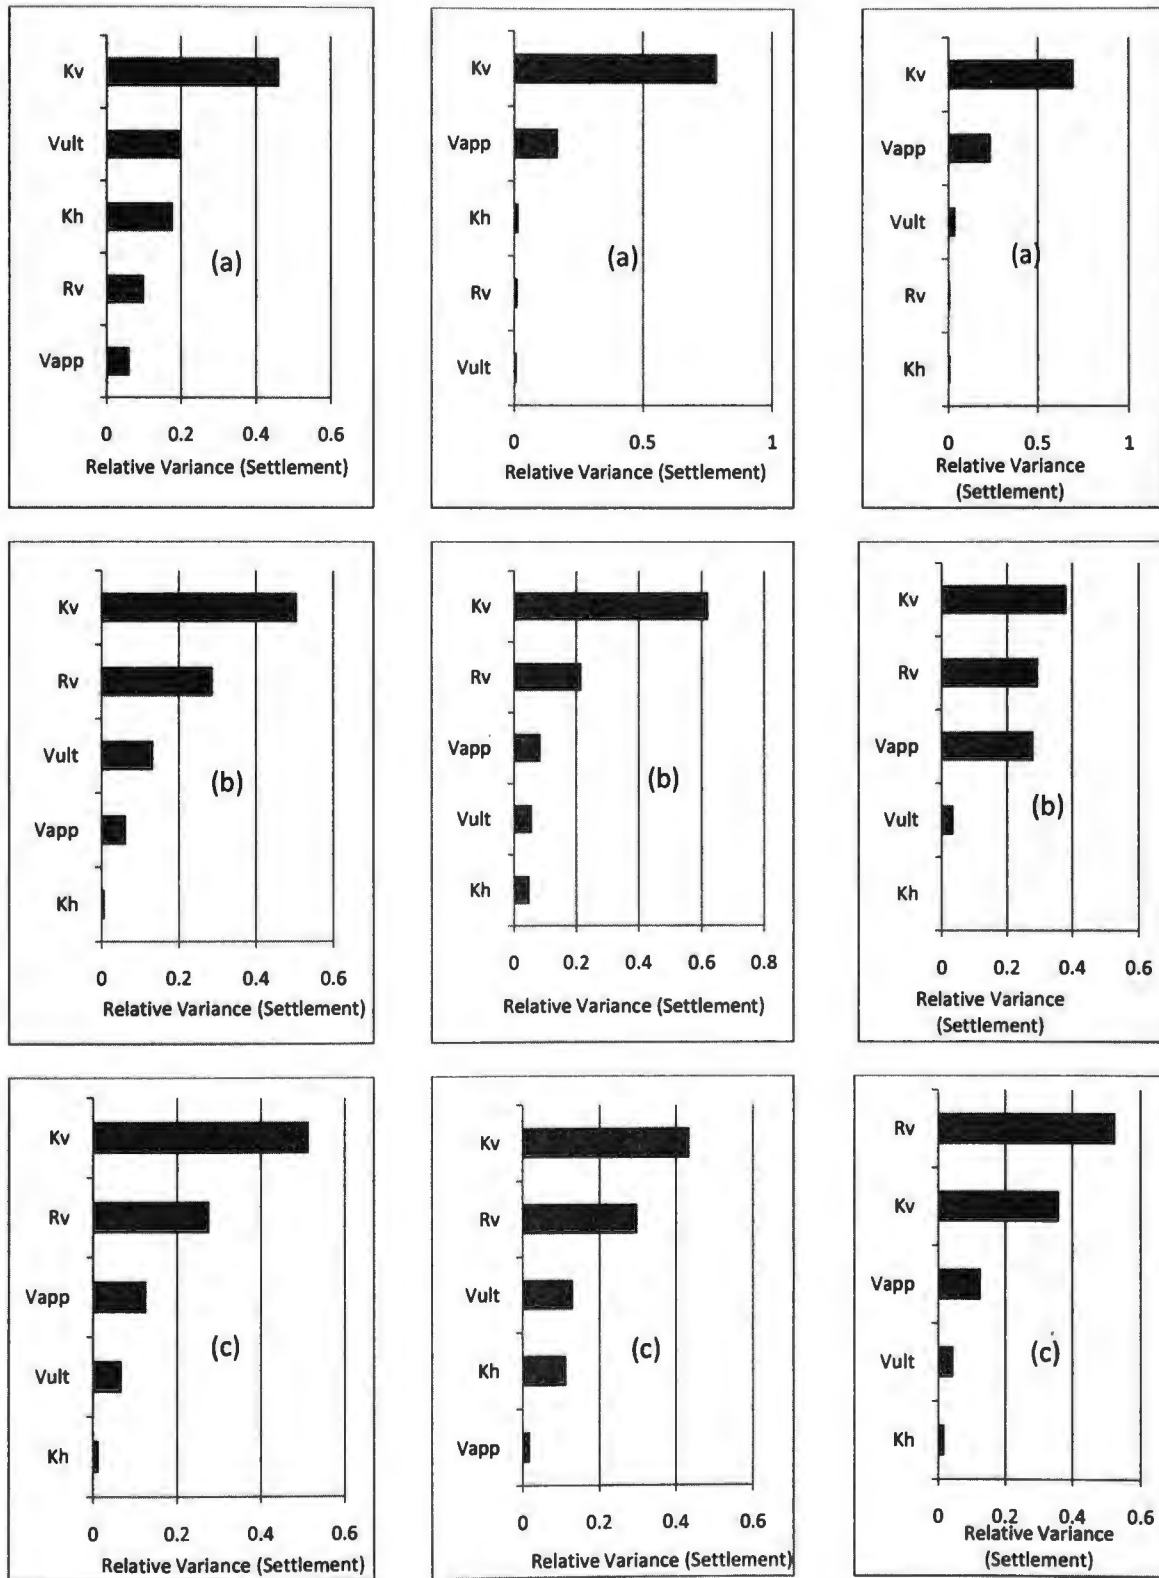 Kv
Vult
Kh
(a)
Rv
Vapp
0 0.2 0.4 0.6
Relative Variance (Settlement)
Kv
Vapp
Kh
(a)
Rv
Vult
0 0.5 1
Relative Variance (Settlement)
Kv
Vapp
Vult
(a)
Rv
Kh
0 0.5 1
Relative Variance
(Settlement)
Kv
Rv
Vult
(b)
Vapp
Kh
0 0.2 0.4 0.6
Relative Variance (Settlement)
Kv
Rv
Vapp
(b)
Vult
Kh
0 0.2 0.4 0.6 0.8
Relative Variance (Settlement)
Kv
Rv
Vapp
(b)
Vult
Kh
0 0.2 0.4 0.6
Relative Variance
(Settlement)
Kv
Rv
Vapp
(c)
Vult
Kh
0 0.2 0.4 0.6
Relative Variance (Settlement)
Kv
Rv
Vult
(c)
Kh
Vapp
0 0.2 0.4 0.6
Relative Variance (Settlement)
Rv
Kv
Vapp
(c)
Vult
Kh
0 0.2 0.4 0.6
Relative Variance
(Settlement)